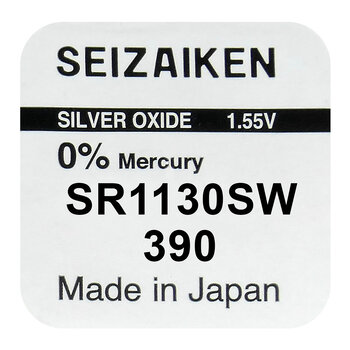 SEIZAIKEN
SILVER OXIDE 1.55V
0% Mercury
SR1130SW
390
Made in Japan